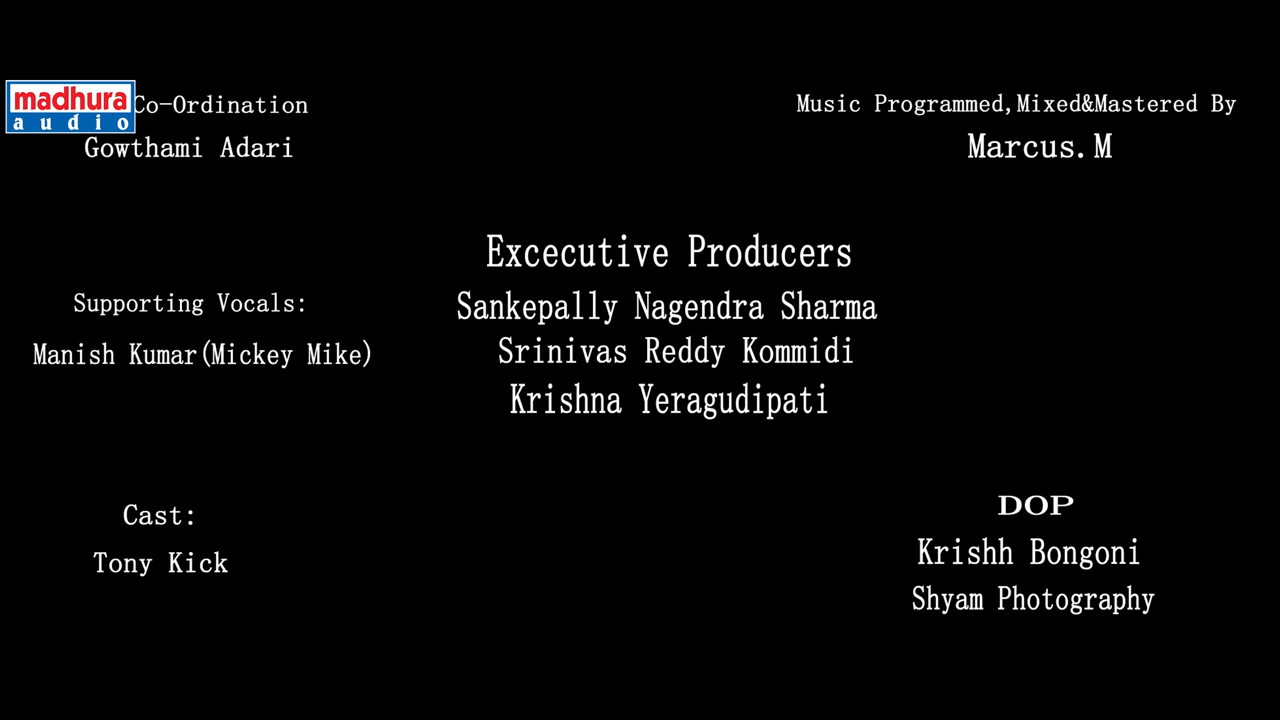 madhura
audio
Co-Ordination
Gowthami Adari
Music Programmed,Mixed&Mastered By
Marcus.M
Excecutive Producers
Sankepally Nagendra Sharma
Srinivas Reddy Kommidi
Krishna Yeragudipati
Supporting Vocals:
Manish Kumar(Mickey Mike)
Cast:
Tony Kick
DOP
Krishh Bongoni
Shyam Photography